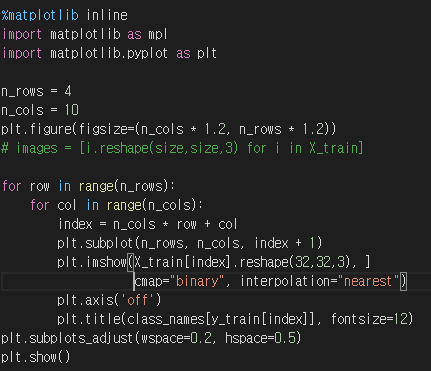 %matplotlib inline
import matplotlib as mpl
import matplotlib.pyplot as plt

n_rows = 4
n_cols = 10
plt.figure(figsize=(n_cols * 1.2, n_rows * 1.2))
# images = [i.reshape(size,size,3) for i in X_train]

for row in range(n_rows):
    for col in range(n_cols):
        index = n_cols * row + col
        plt.subplot(n_rows, n_cols, index + 1)
        plt.imshow(X_train[index].reshape(32,32,3), ]
                   cmap="binary", interpolation="nearest")
        plt.axis('off')
        plt.title(class_names[y_train[index]], fontsize=12)
plt.subplots_adjust(wspace=0.2, hspace=0.5)
plt.show()